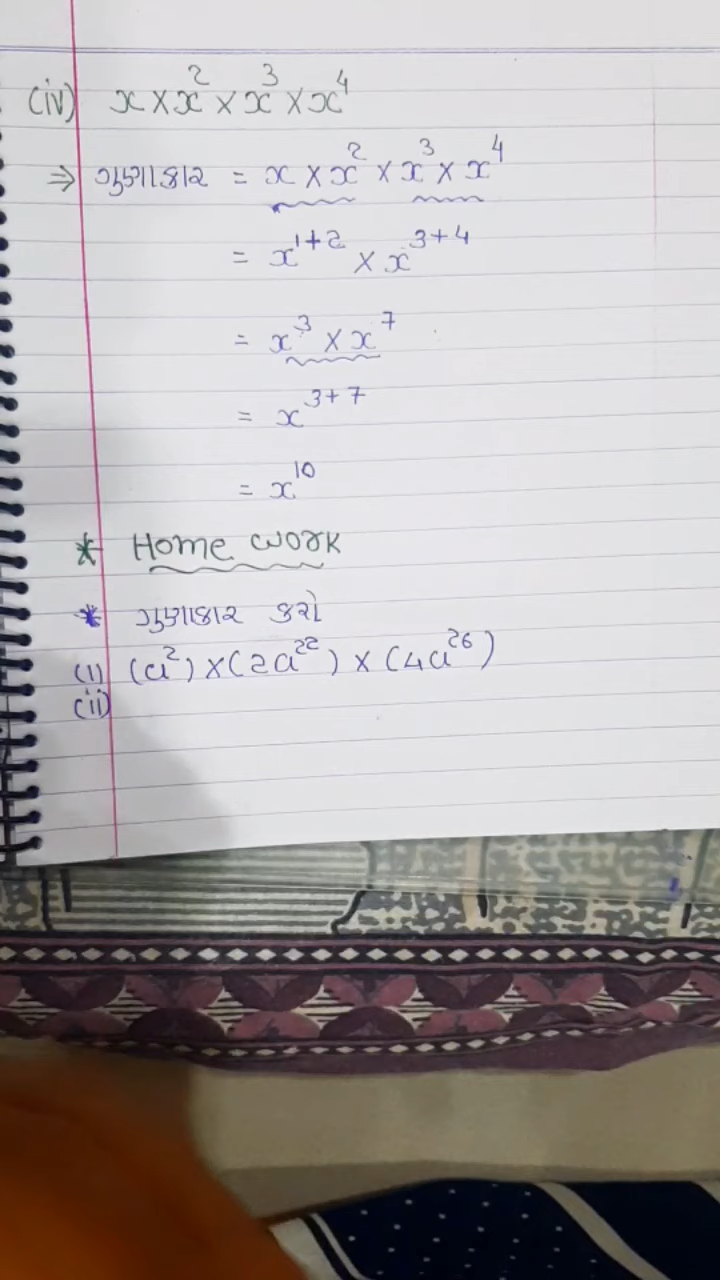 (iv) x × x² × x³ × x⁴
⇒ ગુણાકાર = x × x² × x³ × x⁴
= x¹⁺² × x³⁺⁴
= x³ × x⁷
= x³⁺⁷
= x¹⁰
* Home work
* ગુણાકાર કરો
(i) (a²) × (2a²²) × (4a²⁶)
(ii)